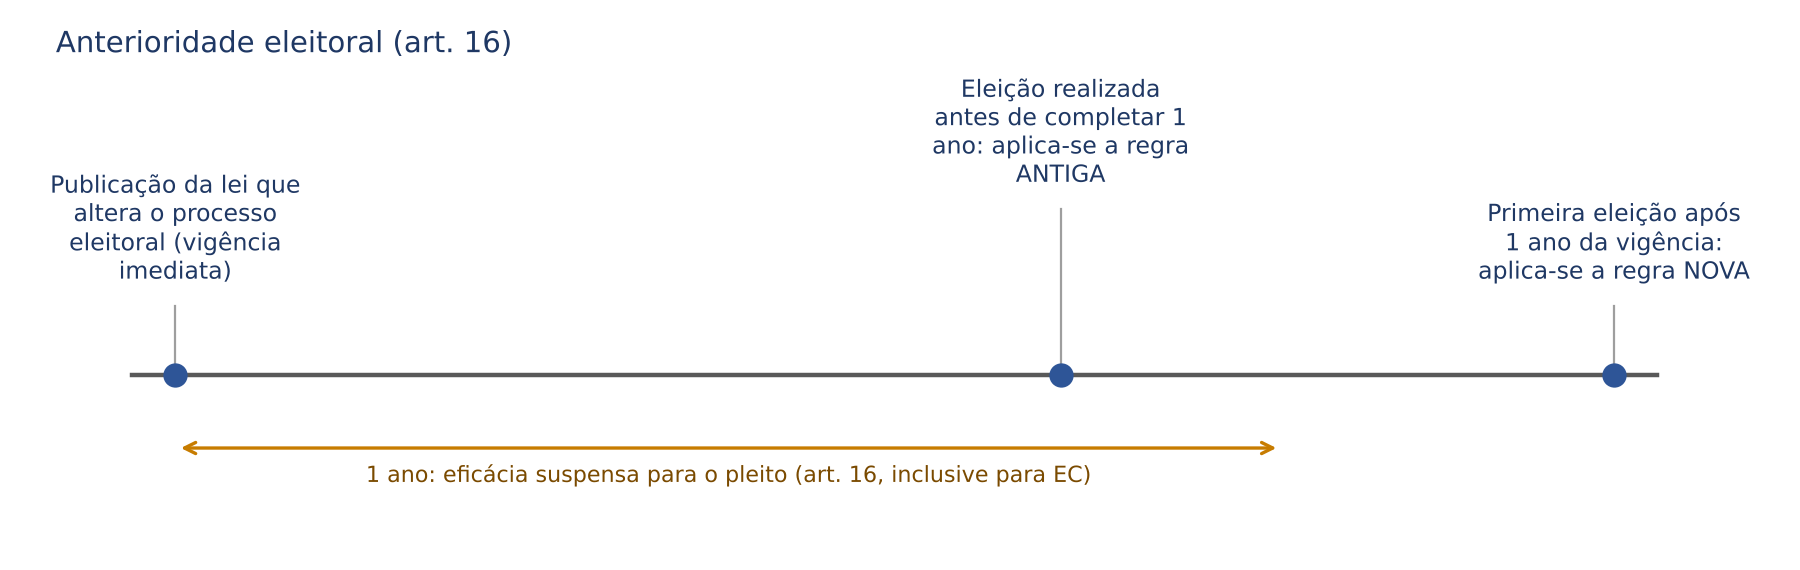 Anterioridade eleitoral (art. 16)
Publicação da lei que
altera o processo
eleitoral (vigência
imediata)
Eleição realizada
antes de completar 1
ano: aplica-se a regra
ANTIGA
Primeira eleição após
1 ano da vigência:
aplica-se a regra NOVA
1 ano: eficácia suspensa para o pleito (art. 16, inclusive para EC)